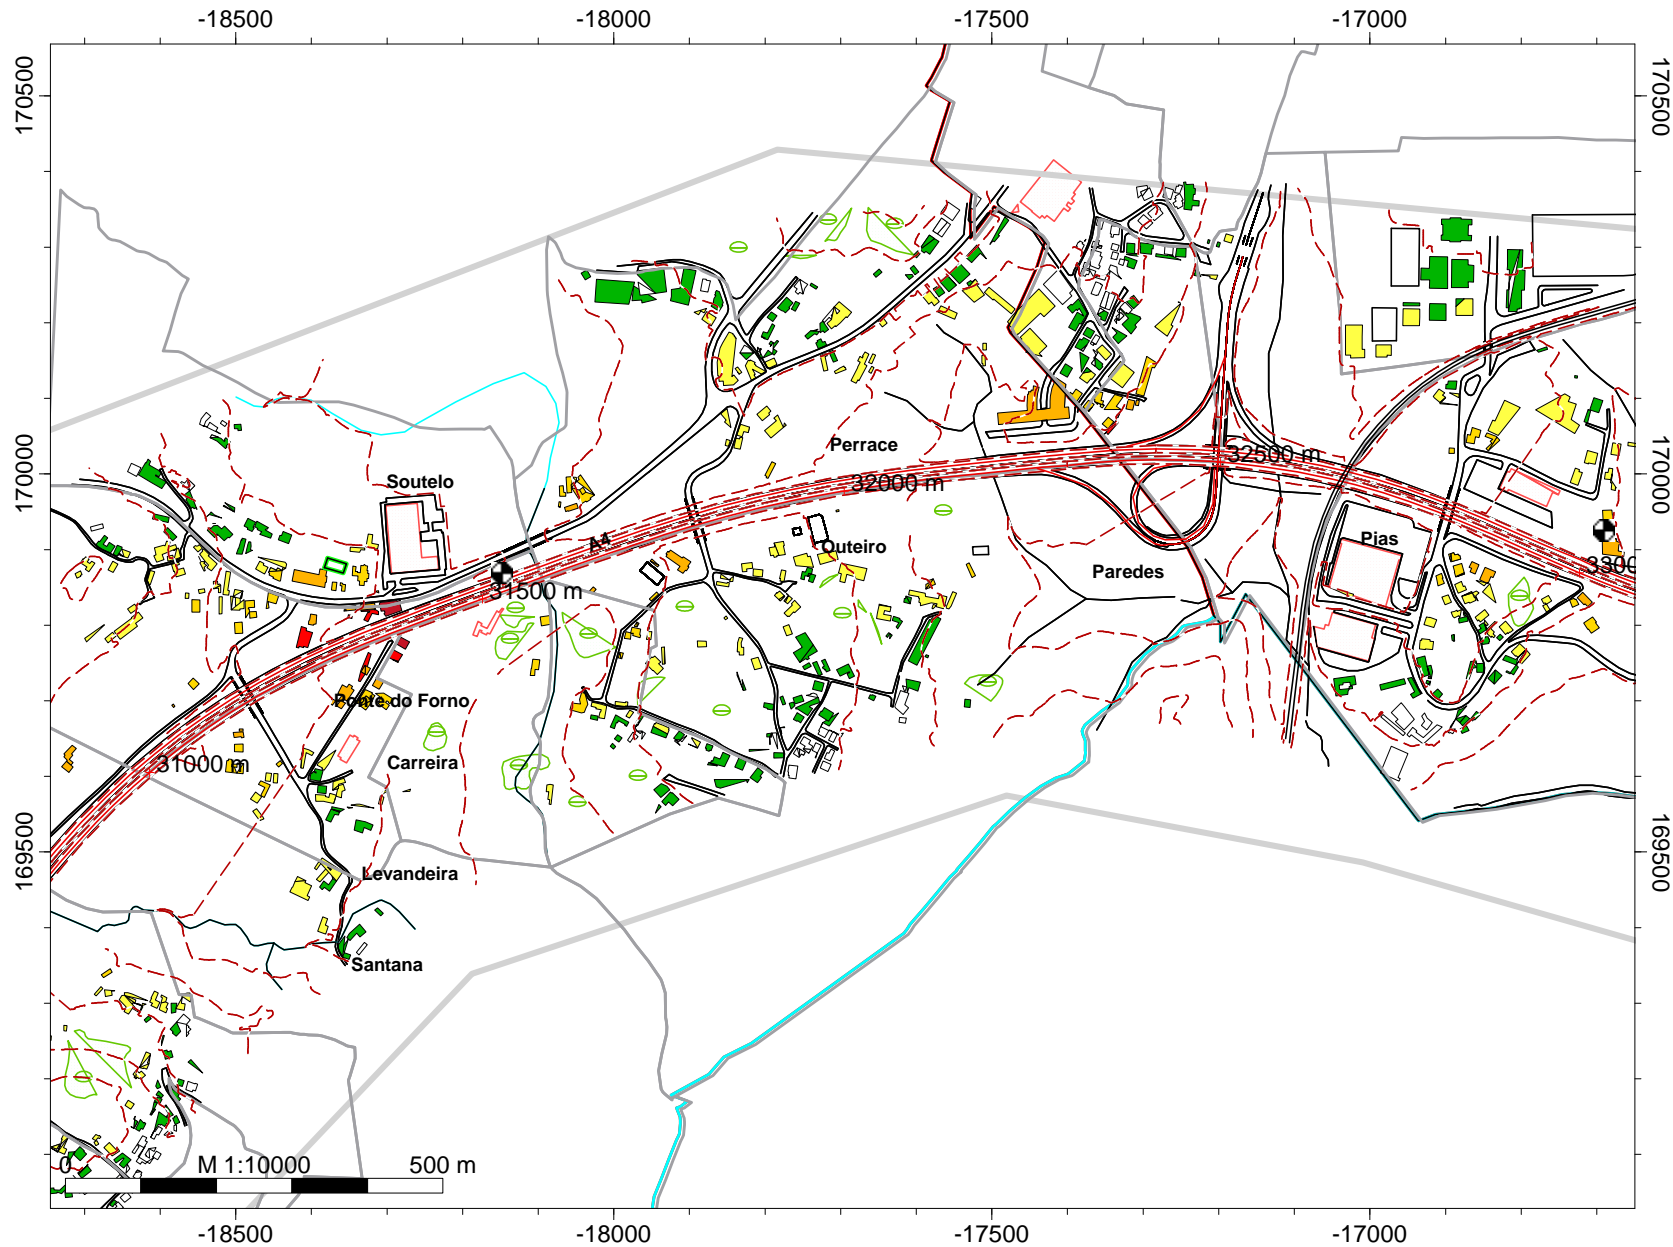 -18500 -18000 -17500 -17000
170500 170500
Perrace
32500 m
170000 Soutelo 32000 m 170000
A4 Outeiro Pias
Paredes 3300
31500 m
Ponte do Forno
31000 m Carreira
169500 169500
Levandeira
Santana
0 M 1:10000 500 m
-18500 -18000 -17500 -17000